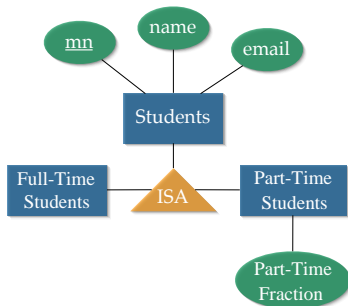 mn
name
email
Students
Full-Time
Students
ISA
Part-Time
Students
Part-Time
Fraction